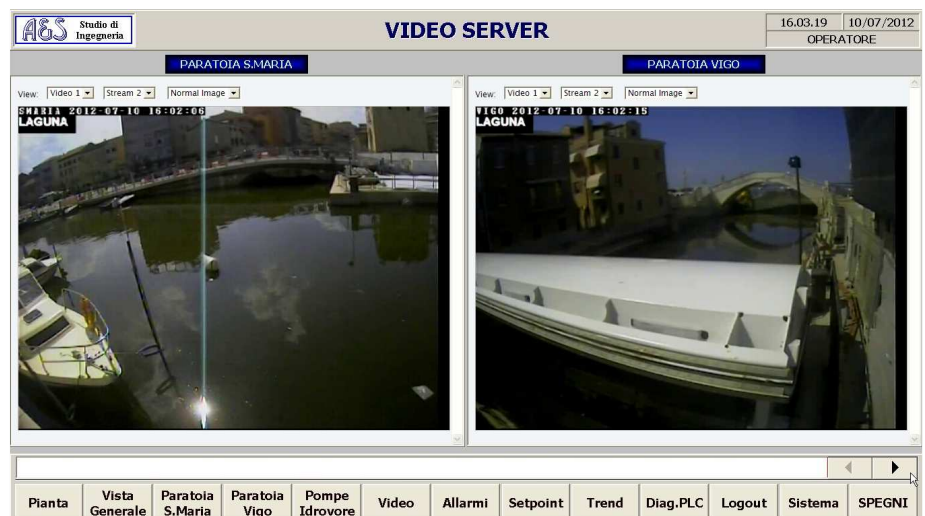 A&S Studio di Ingegneria
VIDEO SERVER
16.03.19 10/07/2012
OPERATORE
PARATOIA S.MARIA
PARATOIA VIGO
View: Video 1 Stream 2 Normal Image
View: Video 1 Stream 2 Normal Image
SMARIA 2012-07-10 16:02:06
LAGUNA
VIGO 2012-07-10 16:02:15
LAGUNA
Pianta
Vista Generale
Paratoia S.Maria
Paratoia Vigo
Pompe Idrovore
Video
Allarmi
Setpoint
Trend
Diag.PLC
Logout
Sistema
SPEGNI